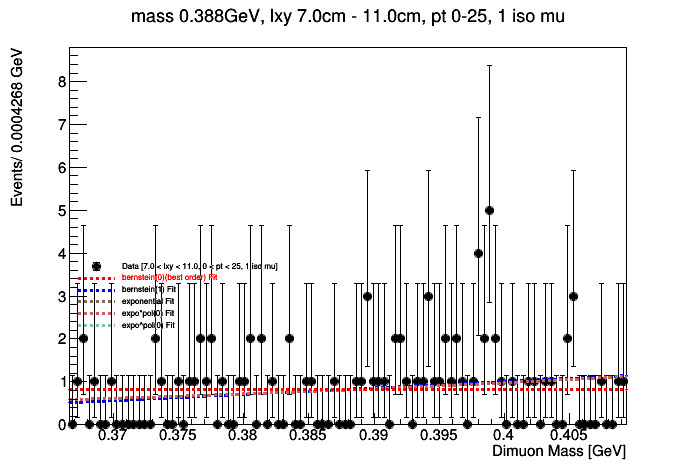 mass 0.388GeV, lxy 7.0cm - 11.0cm, pt 0-25, 1 iso mu
Events/ 0.0004268 GeV
8
7
6
5
4
3
2
1
0
Data [7.0 < lxy < 11.0, 0 < pt < 25, 1 iso mu]
bernstein(0)(best order) Fit
bernstein(1) Fit
exponential Fit
expo*pol(0) Fit
expo^pol(0) Fit
0.37 0.375 0.38 0.385 0.39 0.395 0.4 0.405
Dimuon Mass [GeV]